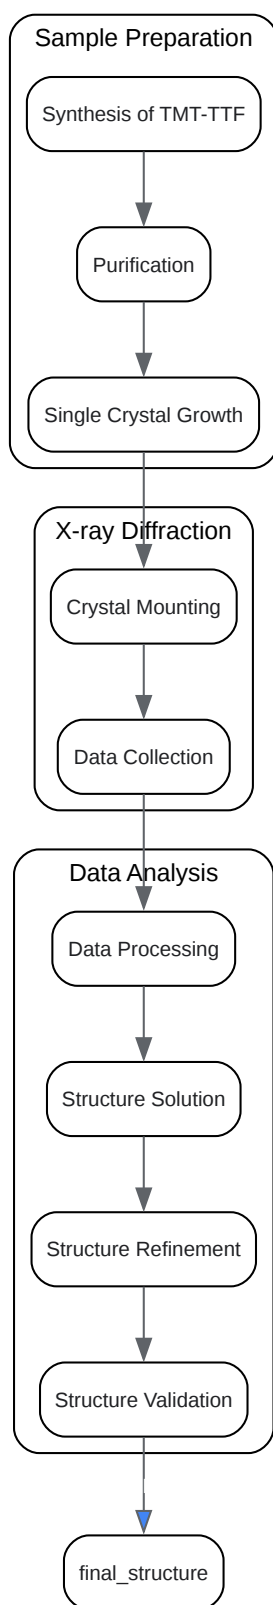 Sample Preparation
Synthesis of TMT-TTF
Purification
Single Crystal Growth
X-ray Diffraction
Crystal Mounting
Data Collection
Data Analysis
Data Processing
Structure Solution
Structure Refinement
Structure Validation
final_structure